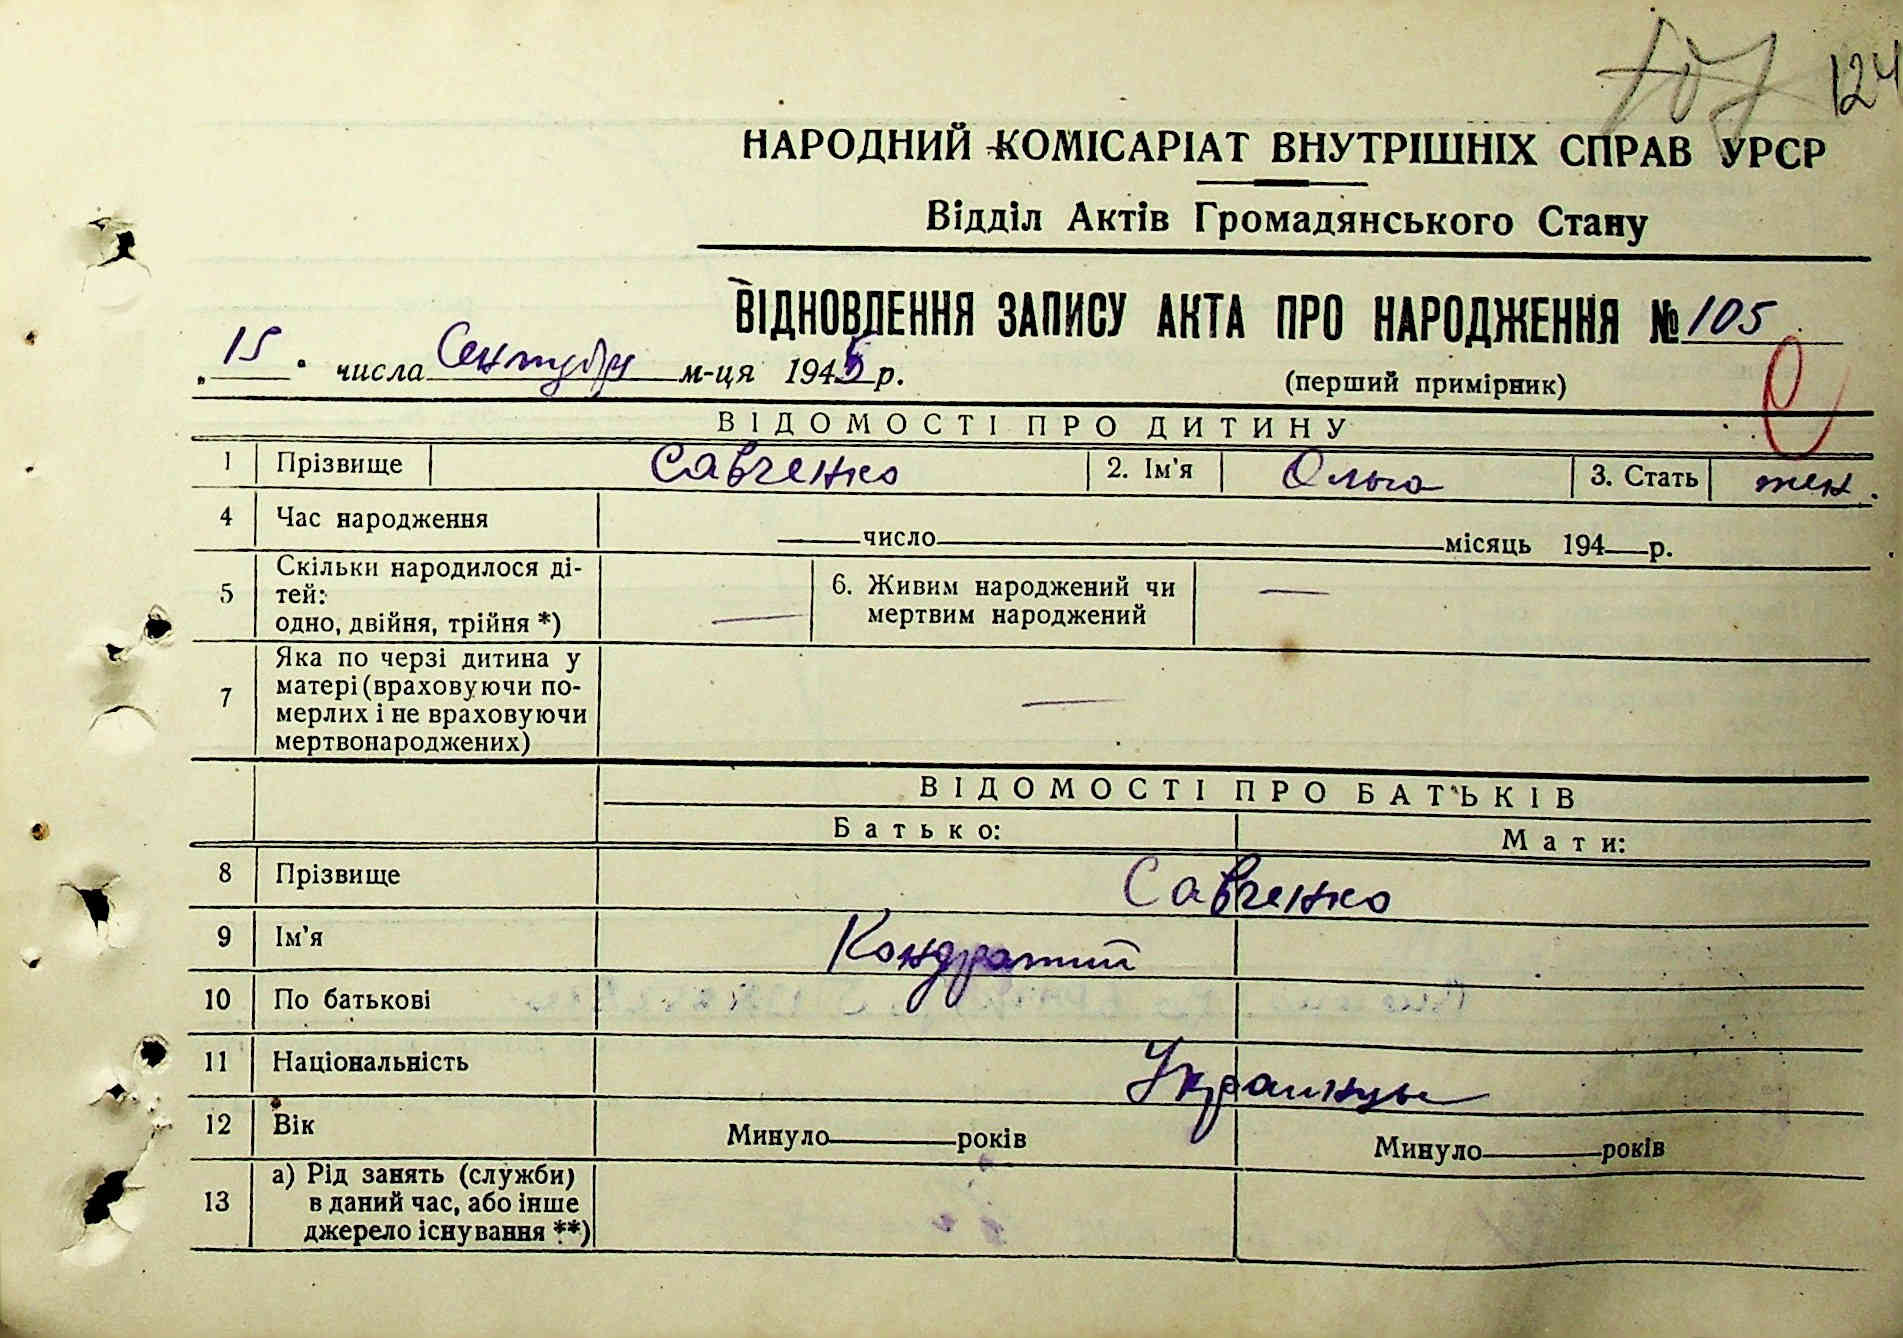 107 124
НАРОДНИЙ КОМІСАРІАТ ВНУТРІШНІХ СПРАВ УРСР
Відділ Актів Громадянського Стану
ВІДНОВЛЕННЯ ЗАПИСУ АКТА ПРО НАРОДЖЕННЯ № 105
„ 15 " числа Сентября м-ця 1945 р.
(перший примірник)
ВІДОМОСТІ ПРО ДИТИНУ
1 Прізвище Савченко 2. Ім'я Ольга 3. Стать жен.
4 Час народження число місяць 194 р.
5 Скільки народилося ді-
тей:
одно, двійня, трійня *) — 6. Живим народжений чи
мертвим народжений —
7 Яка по черзі дитина у
матері (враховуючи по-
мерлих і не враховуючи
мертвонароджених) —
ВІДОМОСТІ ПРО БАТЬКІВ
Батько: Мати:
8 Прізвище Савченко
9 Ім'я Кондратий
10 По батькові
11 Національність Украинцы
12 Вік Минуло років Минуло років
13 а) Рід занять (служби)
в даний час, або інше
джерело існування **)